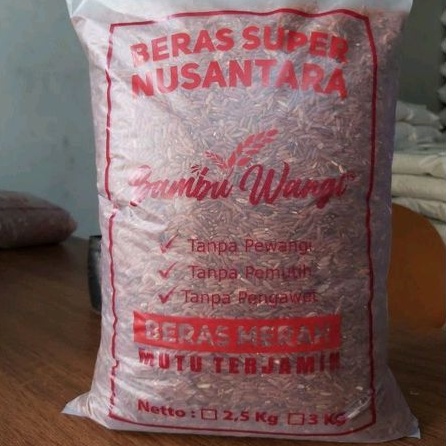 BERAS SUPER
NUSANTARA
Bambu Wangi
✓ Tanpa Pewangi
✓ Tanpa Pemutih
✓ Tanpa Pengawet
BERAS MERAH
MUTU TERJAMIN
Netto : ☐ 2,5 Kg ☐ 3 KG